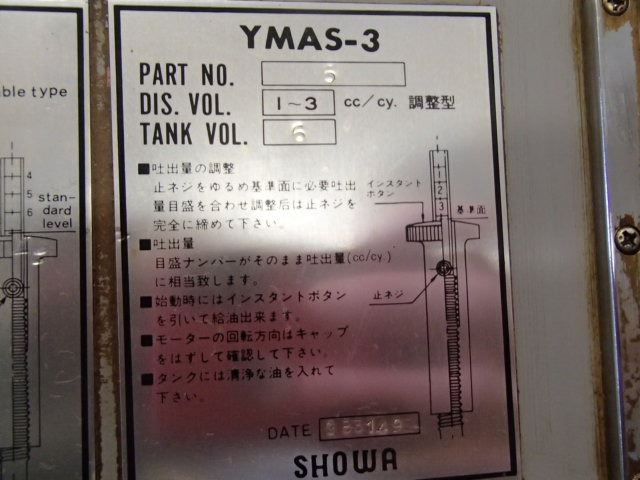 YMAS-3
PART NO. 5
DIS. VOL. 1~3 cc/cy. 調整型
TANK VOL. 6
■吐出量の調整
止ネジをゆるめ基準面に必要吐出
量目盛を合わせ調整后は止ネジを
完全に締めて下さい。
■吐出量
目盛ナンバーがそのまま吐出量(cc/cy.)
に相当致します。
■始動時にはインスタントボタン
を引いて給油出来ます。
■モーターの回転方向はキャップ
をはずして確認して下さい。
■タンクには清浄な油を入れて
下さい。
インスタント
ボタン
1
2
3
基準面
止ネジ
DATE
SHOWA
able type
4
5
6
stan-
dard
level